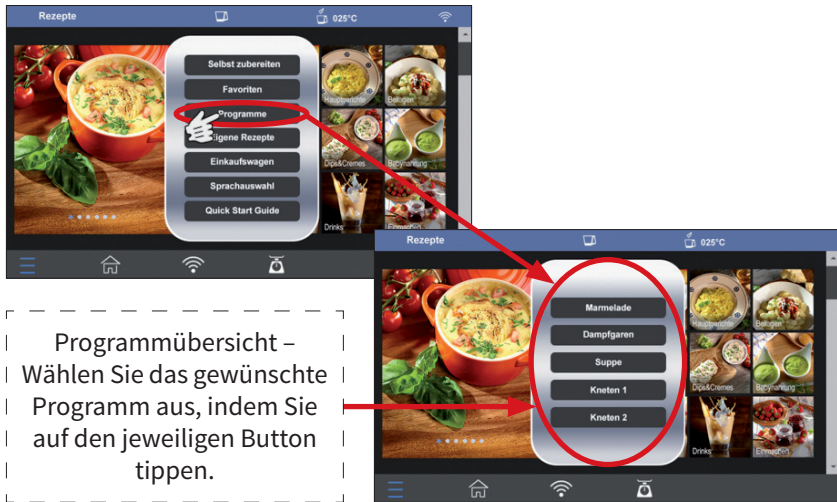 Rezepte
025°C
Selbst zubereiten
Favoriten
Programme
Eigene Rezepte
Einkaufswagen
Sprachauswahl
Quick Start Guide
Hauptgerichte
Beilagen
Dips&Cremes
Babynahrung
Drinks
Einmachen
Rezepte
025°C
Marmelade
Dampfgaren
Suppe
Kneten 1
Kneten 2
Hauptgerichte
Beilagen
Dips&Cremes
Babynahrung
Drinks
Einmachen
Programmübersicht –
Wählen Sie das gewünschte
Programm aus, indem Sie
auf den jeweiligen Button
tippen.